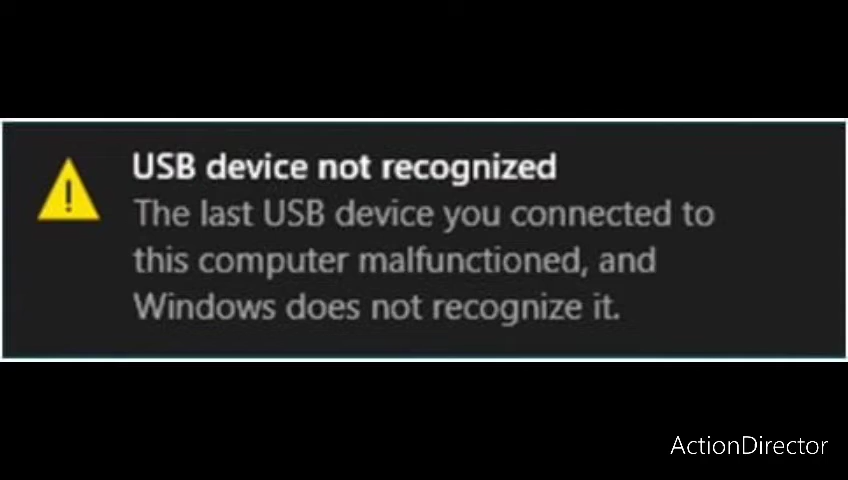 USB device not recognized
The last USB device you connected to
this computer malfunctioned, and
Windows does not recognize it.
ActionDirector